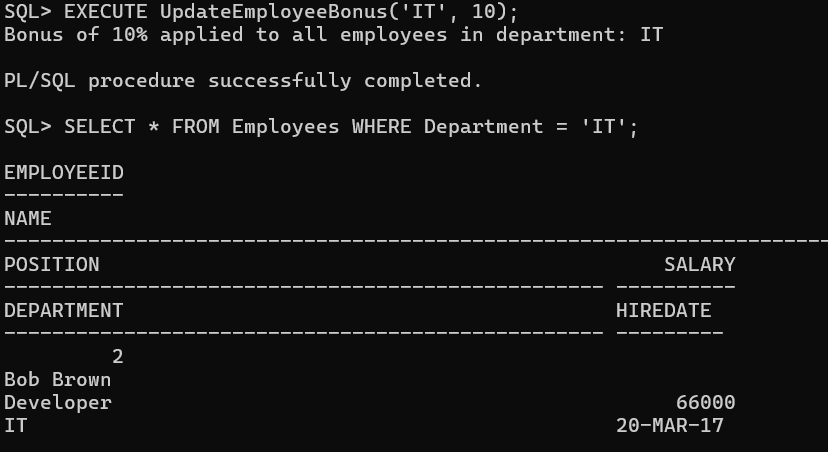 SQL> EXECUTE UpdateEmployeeBonus('IT', 10);
Bonus of 10% applied to all employees in department: IT
PL/SQL procedure successfully completed.
SQL> SELECT * FROM Employees WHERE Department = 'IT';
EMPLOYEEID
----------
NAME
---------------------------------------------------------------------
POSITION                                               SALARY
-------------------------------------------------- ----------
DEPARTMENT                                         HIREDATE
-------------------------------------------------- ---------
         2
Bob Brown
Developer                                               66000
IT                                                 20-MAR-17